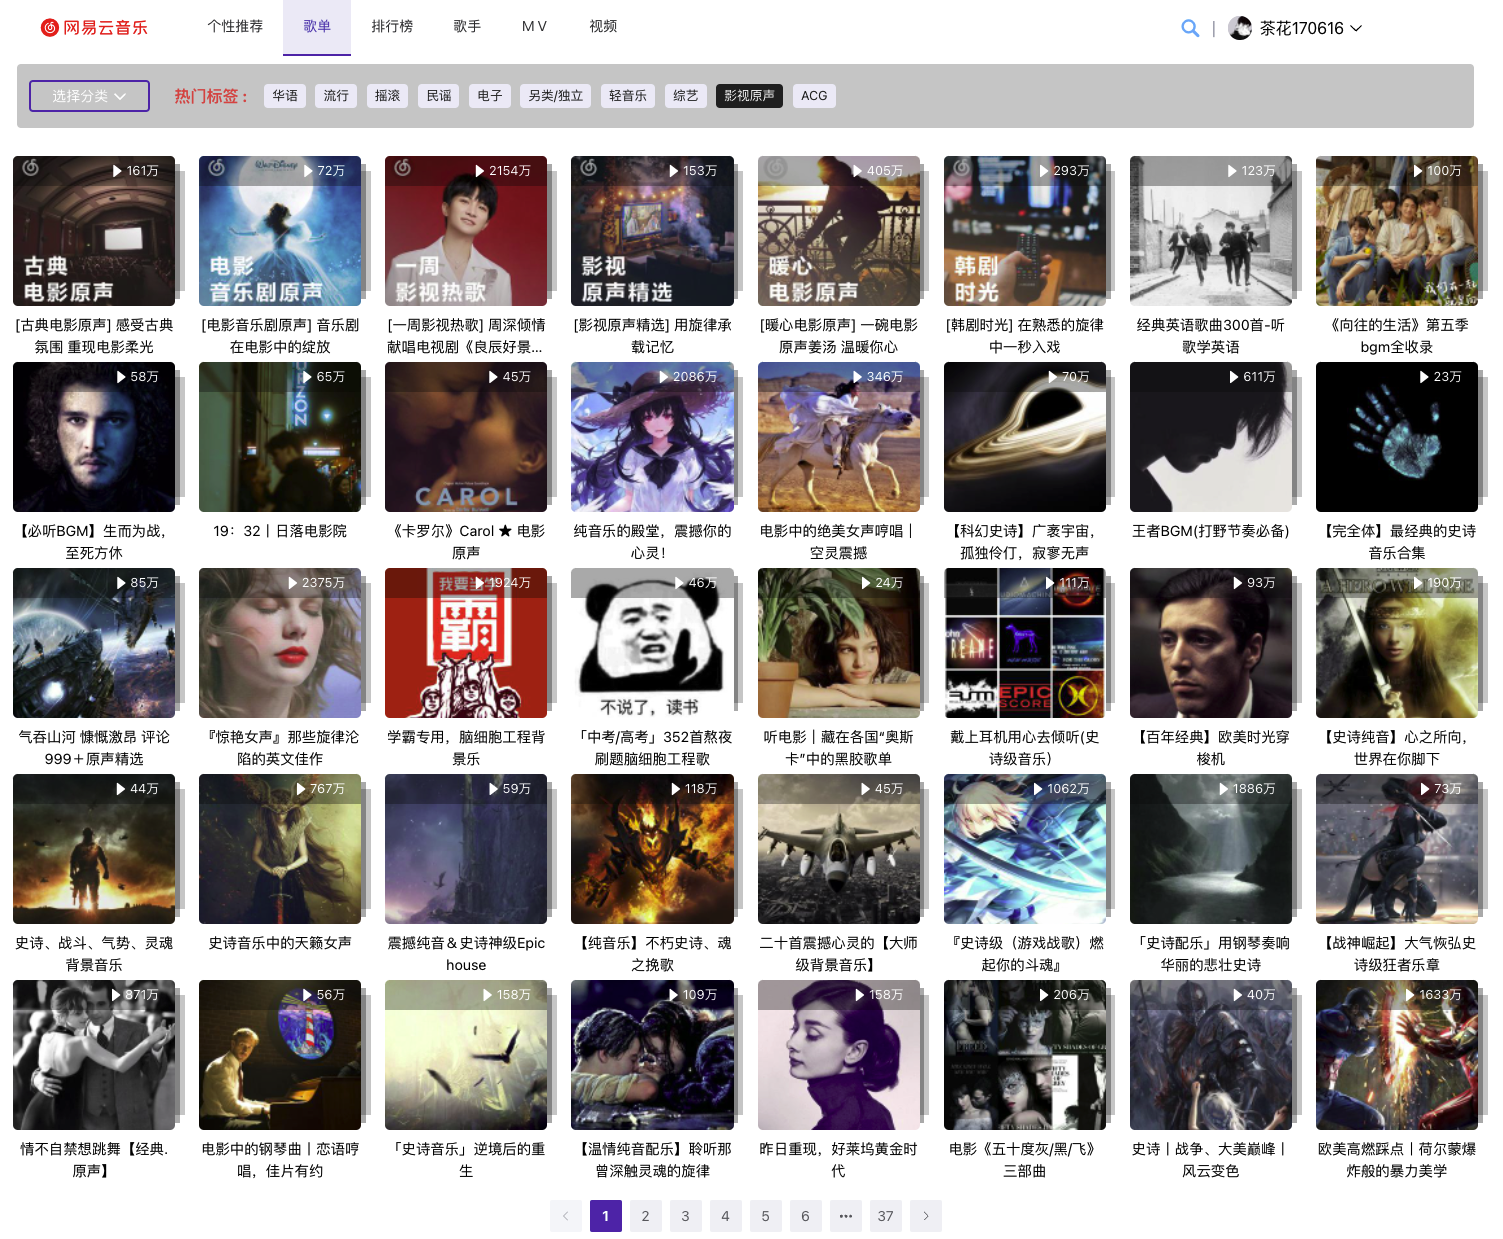 网易云音乐
个性推荐 歌单 排行榜 歌手 M V 视频
| 茶花170616
选择分类 热门标签： 华语 流行 摇滚 民谣 电子 另类/独立 轻音乐 综艺 影视原声 ACG
161万 72万 2154万 153万 405万 293万 123万 100万
WALT DISNEY
古典
电影原声
电影
音乐剧原声
一周
影视热歌
影视
原声精选
暖心
电影原声
韩剧
时光
[古典电影原声] 感受古典
氛围 重现电影柔光
[电影音乐剧原声] 音乐剧
在电影中的绽放
[一周影视热歌] 周深倾情
献唱电视剧《良辰好景...
[影视原声精选] 用旋律承
载记忆
[暖心电影原声] 一碗电影
原声姜汤 温暖你心
[韩剧时光] 在熟悉的旋律
中一秒入戏
经典英语歌曲300首-听
歌学英语
《向往的生活》第五季
bgm全收录
58万 65万 45万 2086万 346万 70万 611万 23万
CAROL
【必听BGM】生而为战，
至死方休
19：32丨日落电影院
《卡罗尔》Carol ★ 电影
原声
纯音乐的殿堂，震撼你的
心灵！
电影中的绝美女声哼唱｜
空灵震撼
【科幻史诗】广袤宇宙，
孤独伶仃，寂寥无声
王者BGM(打野节奏必备)
【完全体】最经典的史诗
音乐合集
85万 2375万 1924万 46万 24万 111万 93万 190万
我要当学
霸
不说了，读书
EPIC
SCORE
气吞山河 慷慨激昂 评论
999＋原声精选
『惊艳女声』那些旋律沦
陷的英文佳作
学霸专用，脑细胞工程背
景乐
「中考/高考」352首熬夜
刷题脑细胞工程歌
听电影｜藏在各国“奥斯
卡”中的黑胶歌单
戴上耳机用心去倾听(史
诗级音乐)
【百年经典】欧美时光穿
梭机
【史诗纯音】心之所向，
世界在你脚下
44万 767万 59万 118万 45万 1062万 1886万 73万
史诗、战斗、气势、灵魂
背景音乐
史诗音乐中的天籁女声
震撼纯音＆史诗神级Epic
house
【纯音乐】不朽史诗、魂
之挽歌
二十首震撼心灵的【大师
级背景音乐】
『史诗级（游戏战歌）燃
起你的斗魂』
「史诗配乐」用钢琴奏响
华丽的悲壮史诗
【战神崛起】大气恢弘史
诗级狂者乐章
871万 56万 158万 109万 158万 206万 40万 1633万
情不自禁想跳舞【经典.
原声】
电影中的钢琴曲丨恋语哼
唱，佳片有约
「史诗音乐」逆境后的重
生
【温情纯音配乐】聆听那
曾深触灵魂的旋律
昨日重现，好莱坞黄金时
代
电影《五十度灰/黑/飞》
三部曲
史诗丨战争、大美巅峰丨
风云变色
欧美高燃踩点丨荷尔蒙爆
炸般的暴力美学
1 2 3 4 5 6 ••• 37